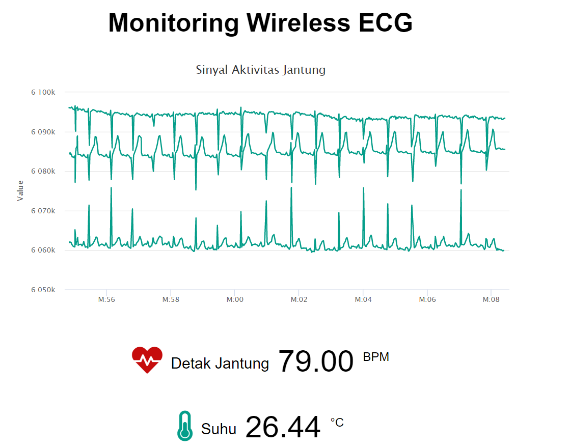 Monitoring Wireless ECG
Sinyal Aktivitas Jantung
6 100k
6 090k
6 080k
6 070k
6 060k
6 050k
Value
M.56
M.58
M.00
M.02
M.04
M.06
M.08
Detak Jantung 79.00 BPM
Suhu 26.44 °C